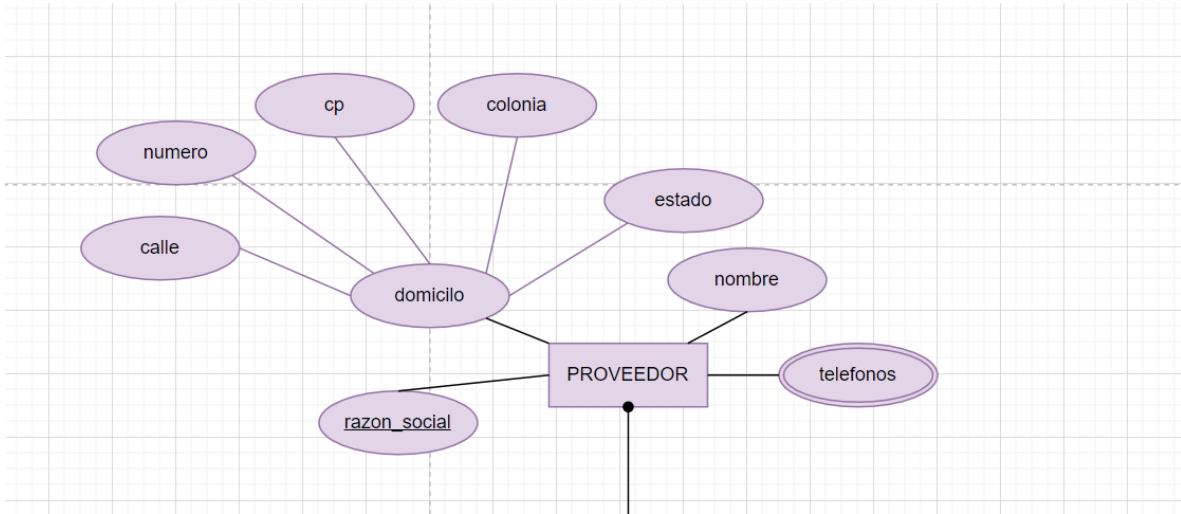 cp
colonia
numero
estado
calle
nombre
domicilo
PROVEEDOR
telefonos
razon_social